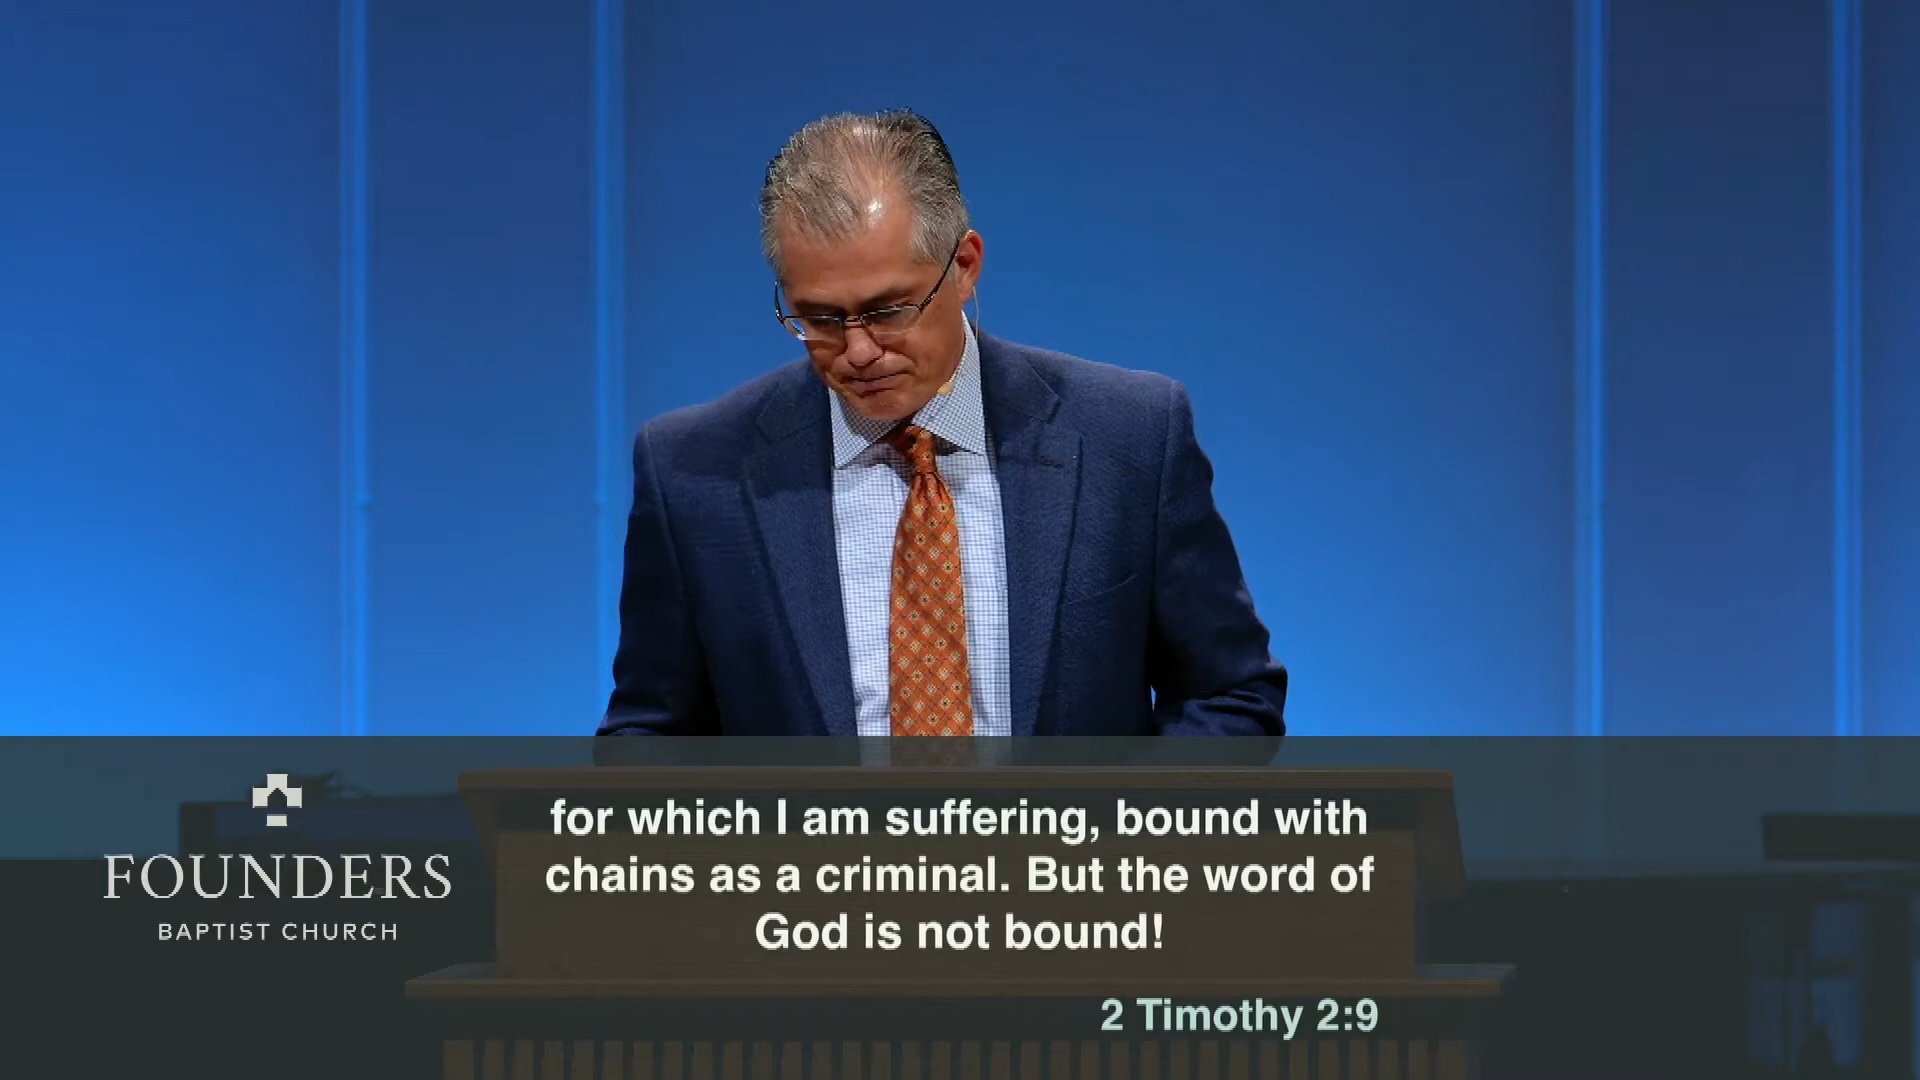 for which I am suffering, bound with
chains as a criminal. But the word of
God is not bound!
2 Timothy 2:9
FOUNDERS
BAPTIST CHURCH